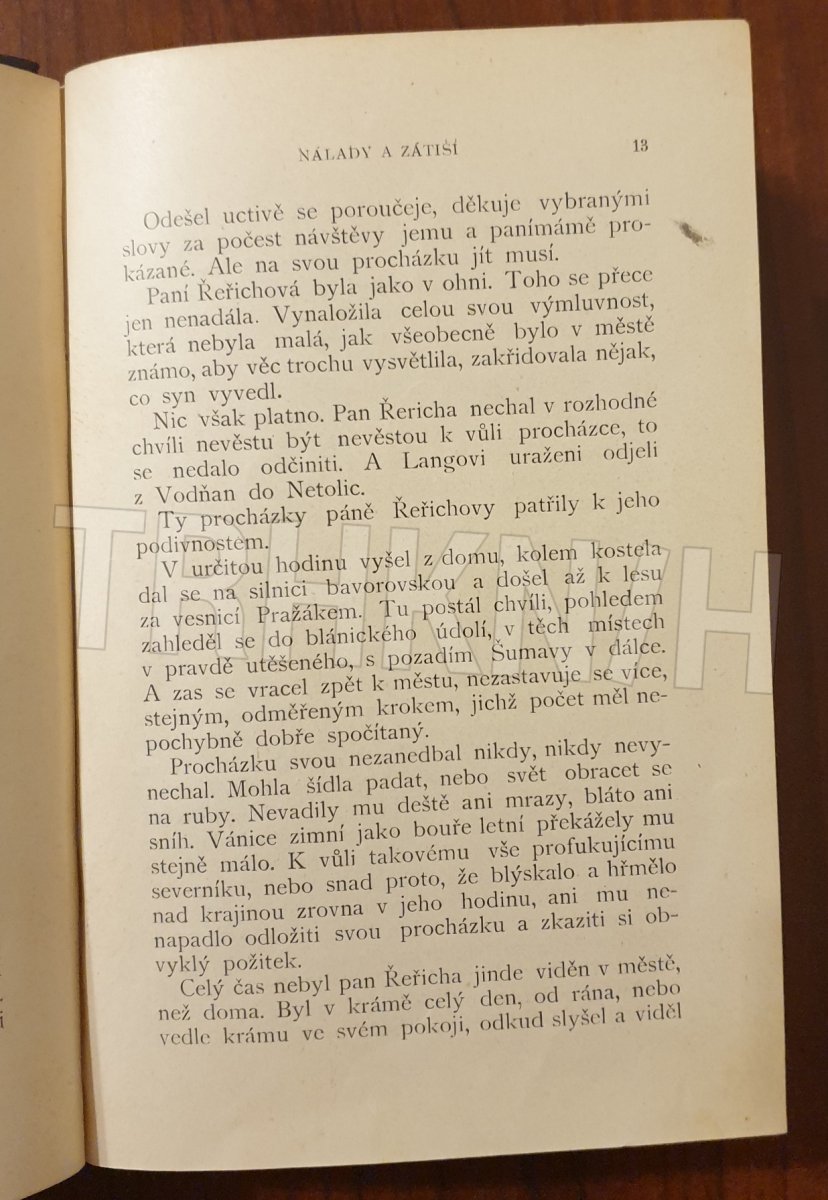 NÁLADY A ZÁTIŠÍ 13
Odešel uctivě se poroučeje, děkuje vybranými
slovy za počest návštěvy jemu a panímámě pro-
kázané. Ale na svou procházku jít musí.
Paní Řeřichová byla jako v ohni. Toho se přece
jen nenadála. Vynaložila celou svou výmluvnost,
která nebyla malá, jak všeobecně bylo v městě
známo, aby věc trochu vysvětlila, zakřidovala nějak,
co syn vyvedl.
Nic však platno. Pan Řericha nechal v rozhodné
chvíli nevěstu být nevěstou k vůli procházce, to
se nedalo odčiniti. A Langovi uraženi odjeli
z Vodňan do Netolic.
Ty procházky páně Řeřichovy patřily k jeho
podivnostem.
V určitou hodinu vyšel z domu, kolem kostela
dal se na silnici bavorovskou a došel až k lesu
za vesnicí Pražákem. Tu postál chvíli, pohledem
zahleděl se do blánického údolí, v těch místech
v pravdě utěšeného, s pozadím Šumavy v dálce.
A zas se vracel zpět k městu, nezastavuje se více,
stejným, odměřeným krokem, jichž počet měl ne-
pochybně dobře spočítaný.
Procházku svou nezanedbal nikdy, nikdy nevy-
nechal. Mohla šídla padat, nebo svět obracet se
na ruby. Nevadily mu deště ani mrazy, bláto ani
sníh. Vánice zimní jako bouře letní překážely mu
stejně málo. K vůli takovému vše profukujícímu
severníku, nebo snad proto, že blýskalo a hřmělo
nad krajinou zrovna v jeho hodinu, ani mu ne-
napadlo odložiti svou procházku a zkaziti si ob-
vyklý požitek.
Celý čas nebyl pan Řeřicha jinde viděn v městě,
než doma. Byl v krámě celý den, od rána, nebo
vedle krámu ve svém pokoji, odkud slyšel a viděl
TRHKNIH